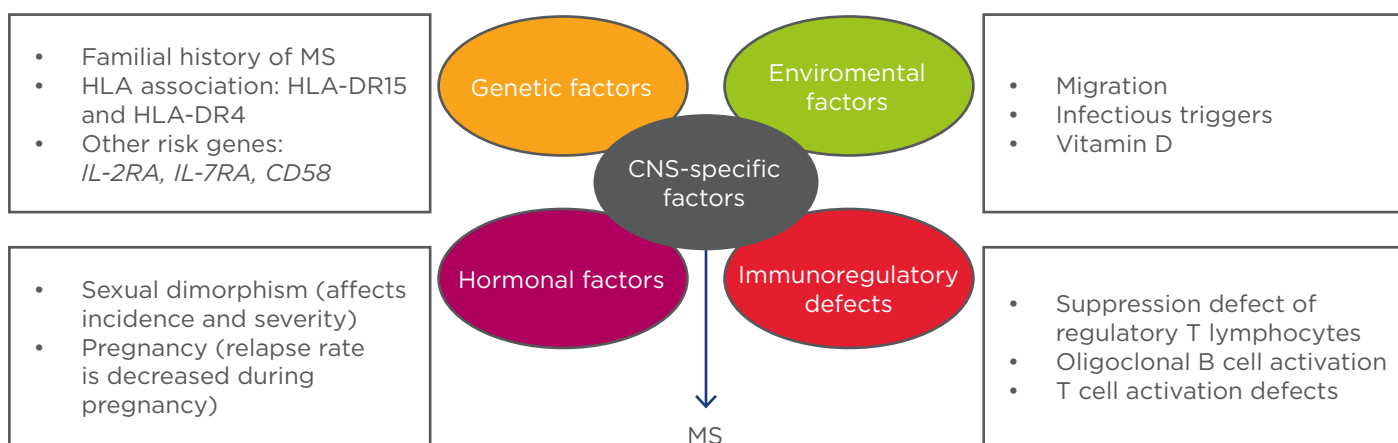 • Familial history of MS
• HLA association: HLA-DR15
and HLA-DR4
• Other risk genes:
IL-2RA, IL-7RA, CD58
Genetic factors
Enviromental
factors
• Migration
• Infectious triggers
• Vitamin D
CNS-specific
factors
• Sexual dimorphism (affects
incidence and severity)
• Pregnancy (relapse rate
is decreased during
pregnancy)
Hormonal factors
Immunoregulatory
defects
• Suppression defect of
regulatory T lymphocytes
• Oligoclonal B cell activation
• T cell activation defects
MS